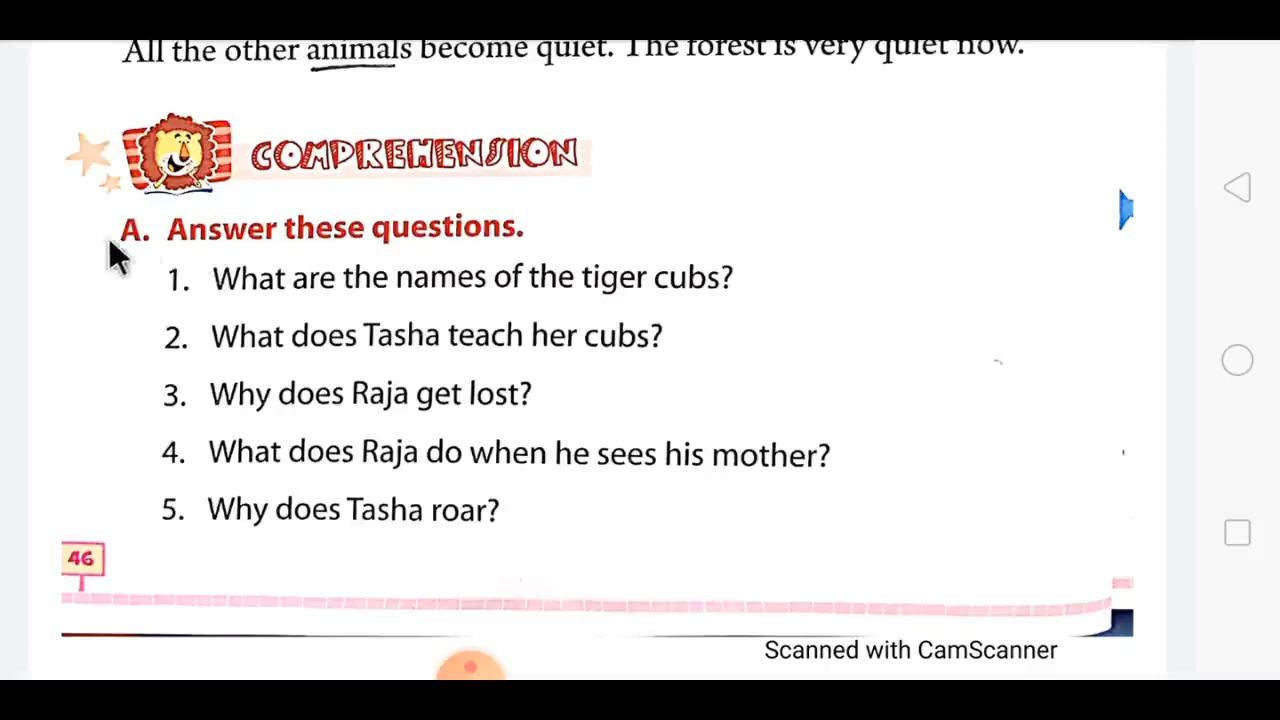 All the other animals become quiet. The forest is very quiet now.
COMPREHENSION
A. Answer these questions.
1. What are the names of the tiger cubs?
2. What does Tasha teach her cubs?
3. Why does Raja get lost?
4. What does Raja do when he sees his mother?
5. Why does Tasha roar?
46
Scanned with CamScanner